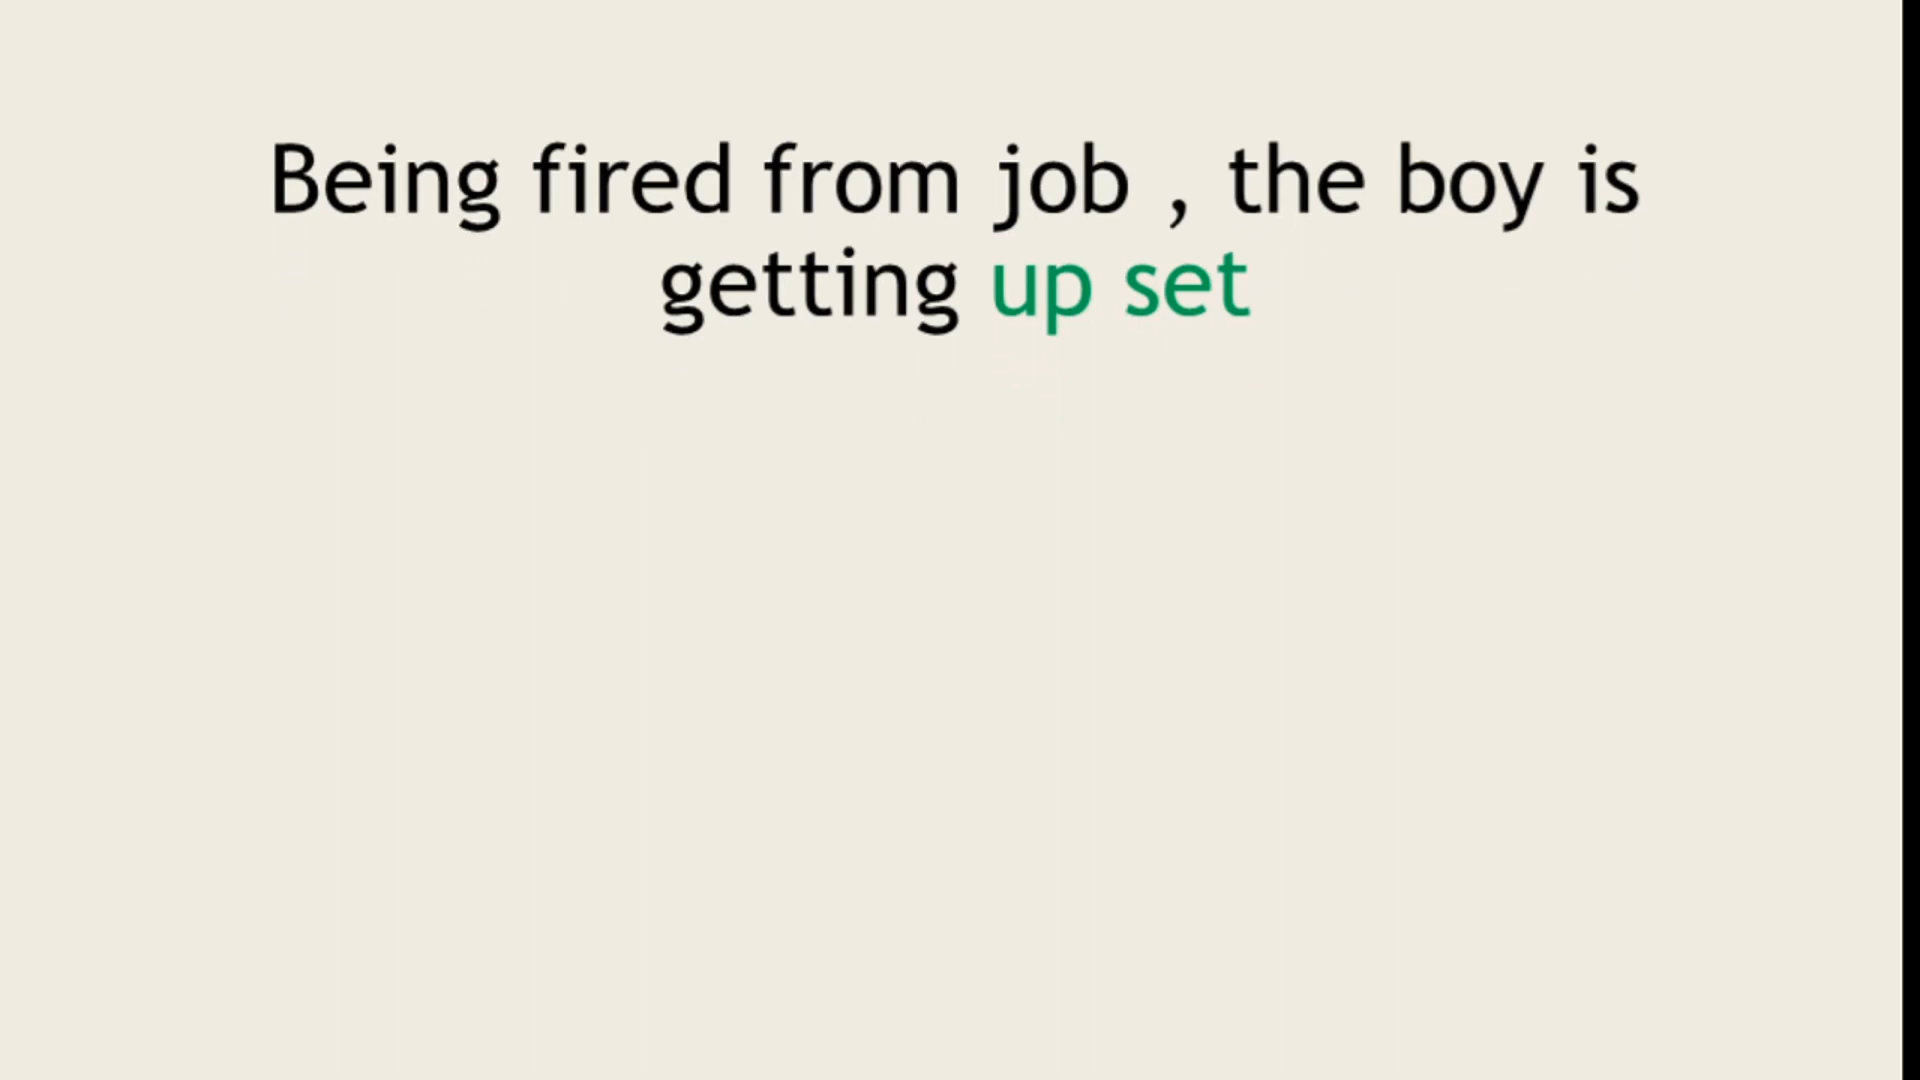 Being fired from job , the boy is
getting up set